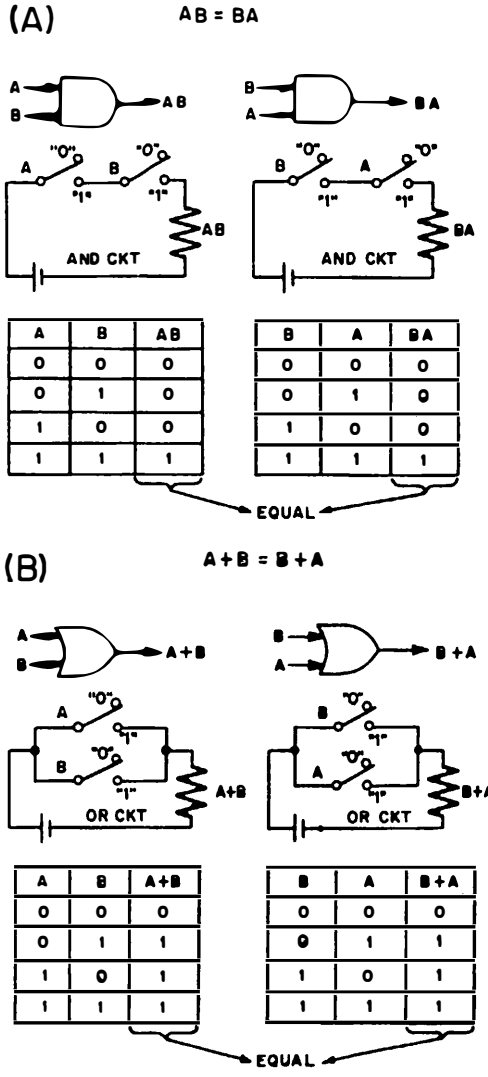 (A) AB = BA
A B AB
B A BA
A "0" "1" B "0" "1" AB
B "0" "1" A "0" "1" BA
AND CKT
AND CKT
A B AB
0 0 0
0 1 0
1 0 0
1 1 1
B A BA
0 0 0
0 1 0
1 0 0
1 1 1
EQUAL
(B) A+B = B+A
A B A+B
B A B+A
A "0" "1"
B "0" "1"
A+B
OR CKT
B "0" "1"
A "0" "1"
B+A
OR CKT
A B A+B
0 0 0
0 1 1
1 0 1
1 1 1
B A B+A
0 0 0
0 1 1
1 0 1
1 1 1
EQUAL